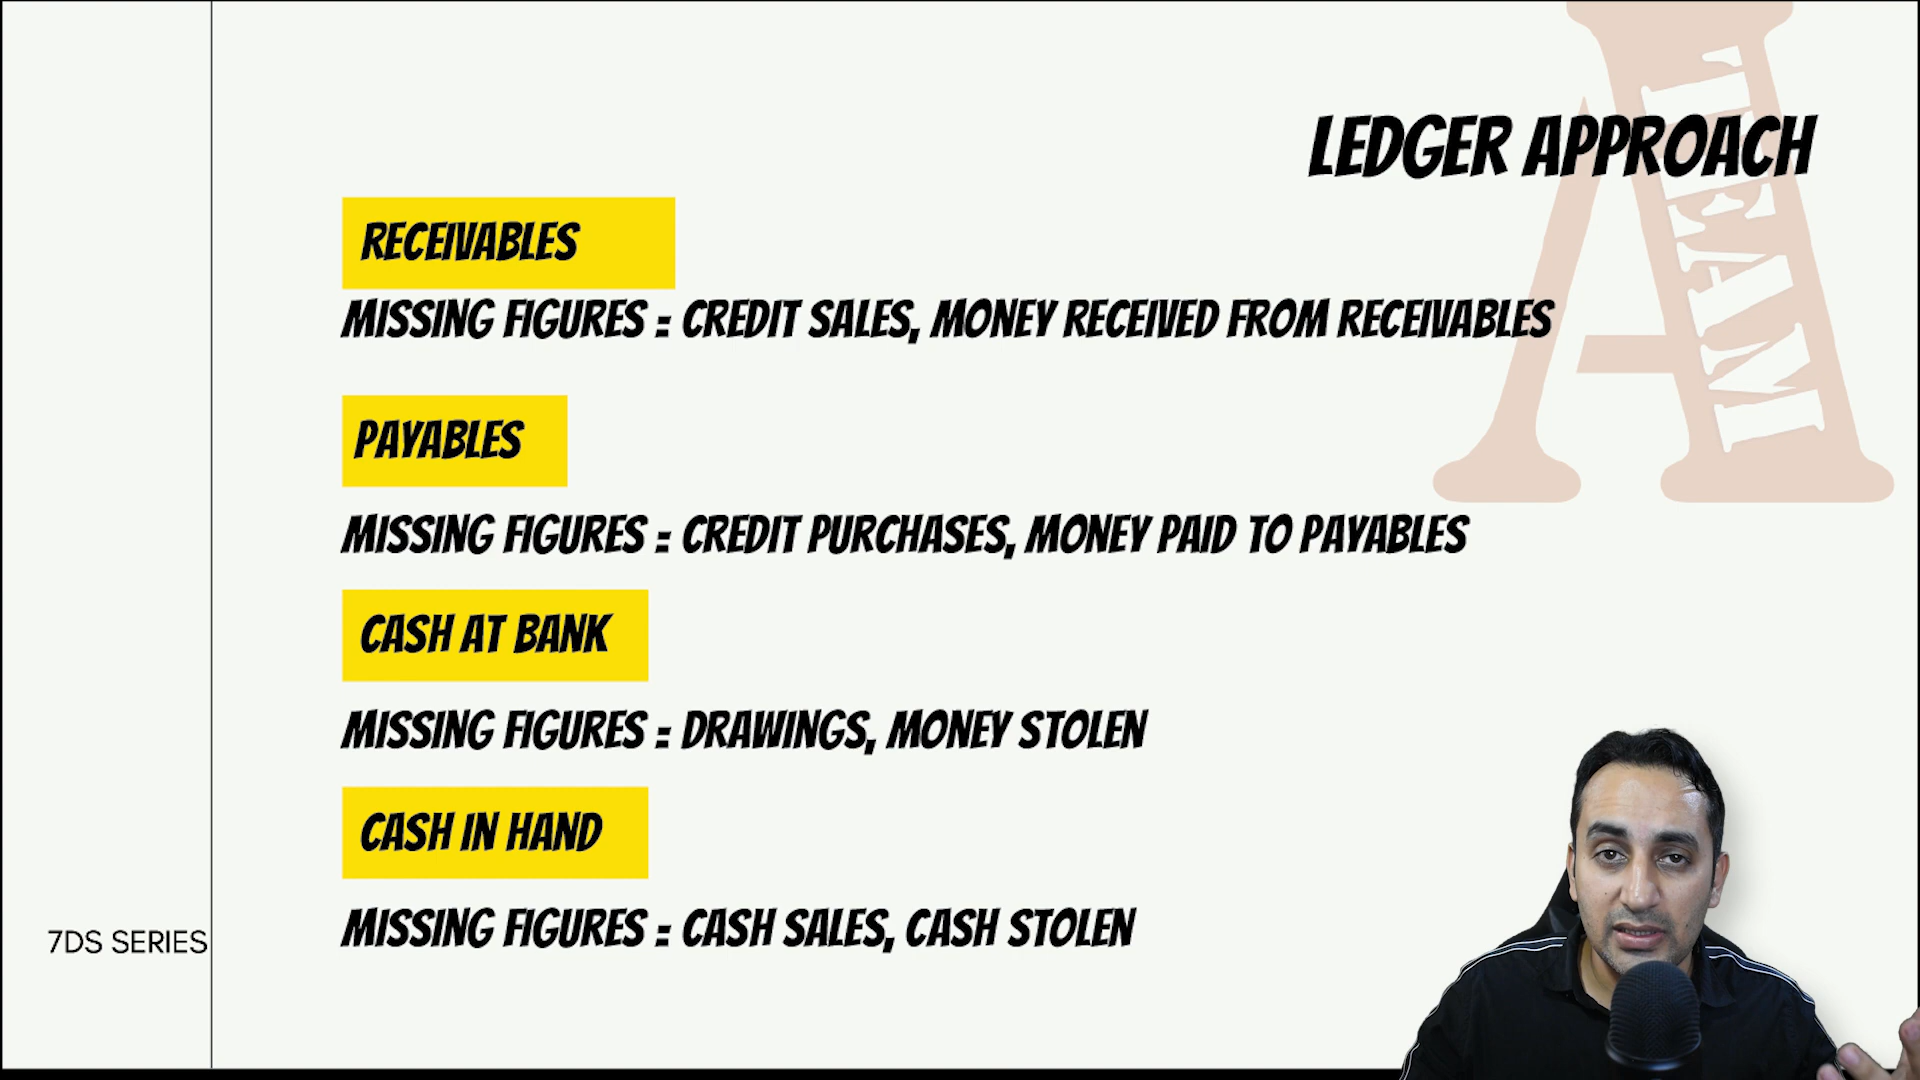 LEDGER APPROACH
RECEIVABLES
MISSING FIGURES = CREDIT SALES, MONEY RECEIVED FROM RECEIVABLES
PAYABLES
MISSING FIGURES = CREDIT PURCHASES, MONEY PAID TO PAYABLES
CASH AT BANK
MISSING FIGURES = DRAWINGS, MONEY STOLEN
CASH IN HAND
MISSING FIGURES = CASH SALES, CASH STOLEN
7DS SERIES
A TEAM